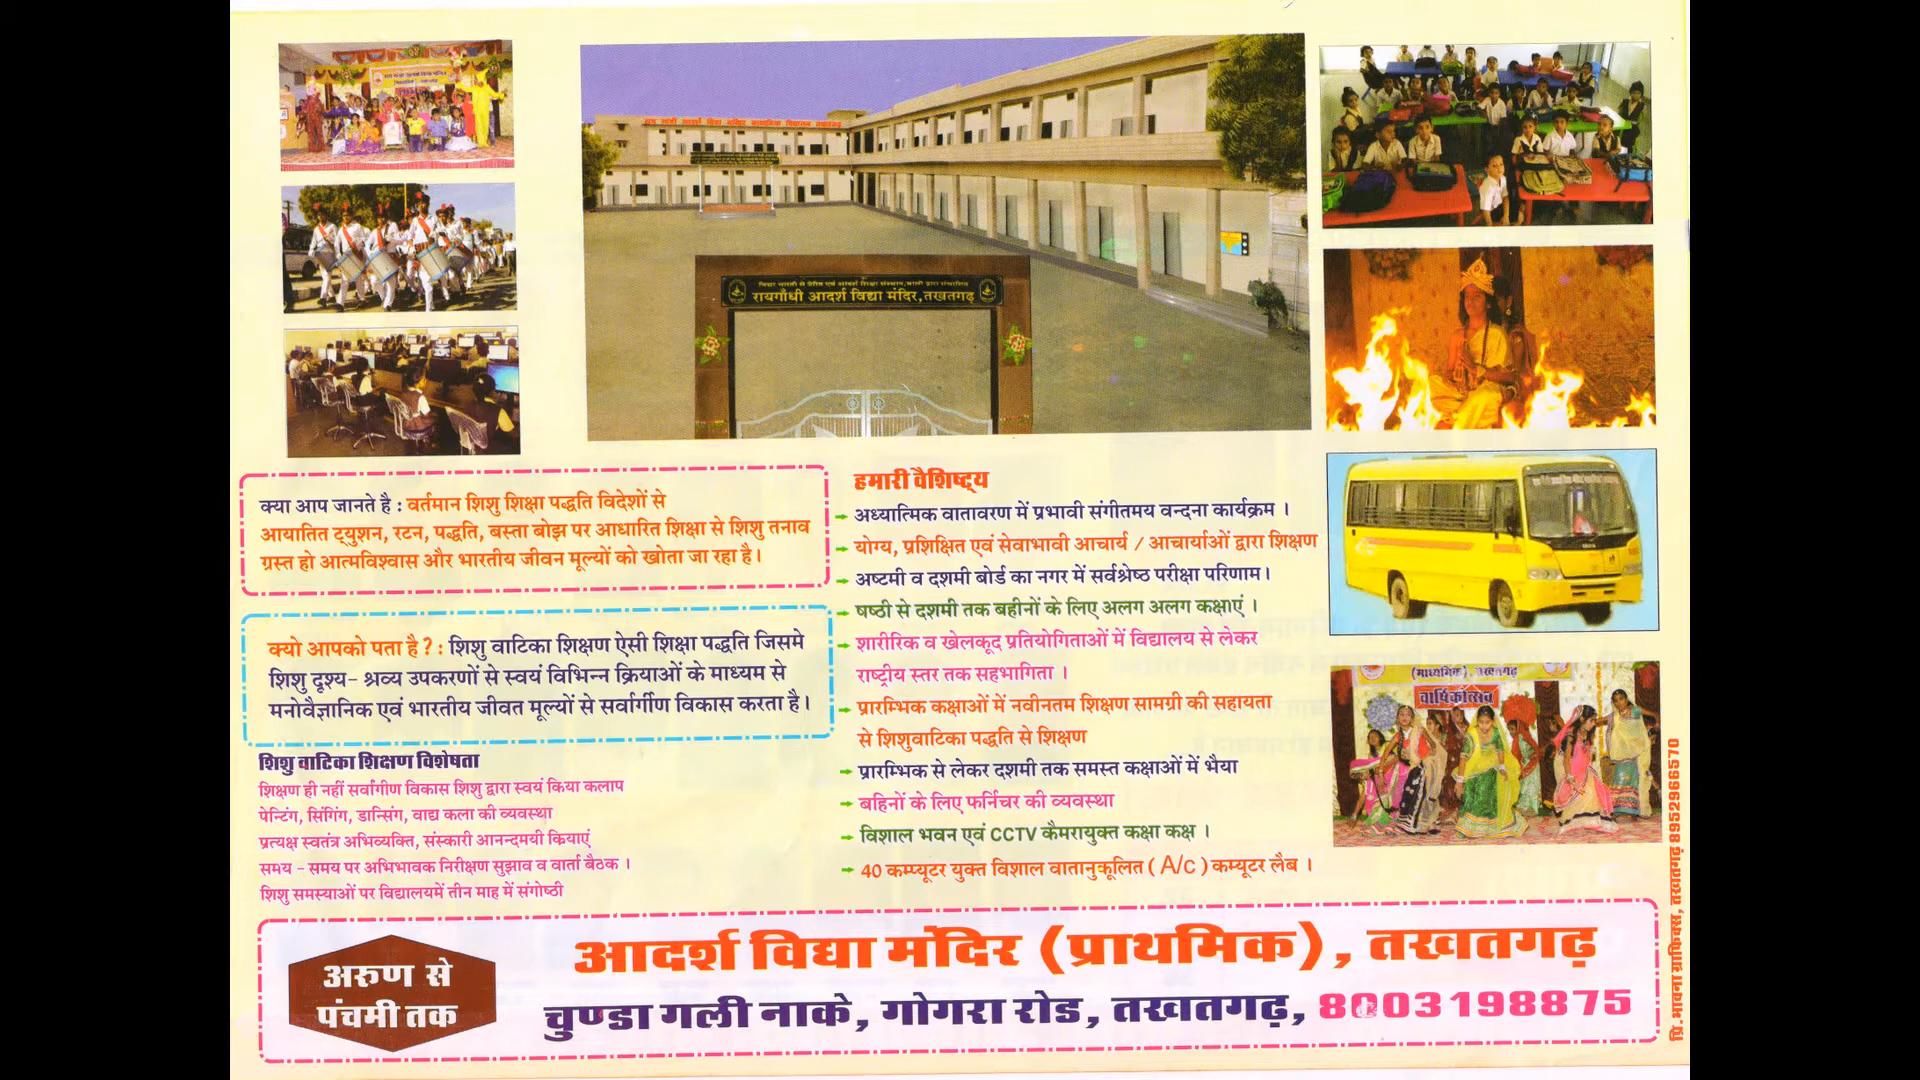 रायगाँधी आदर्श विद्या मंदिर, तखतगढ़
क्या आप जानते है : वर्तमान शिशु शिक्षा पद्धति विदेशों से
आयातित ट्युशन, रटन, पद्धति, बस्ता बोझ पर आधारित शिक्षा से शिशु तनाव
ग्रस्त हो आत्मविश्वास और भारतीय जीवन मूल्यों को खोता जा रहा है।
क्यो आपको पता है ? : शिशु वाटिका शिक्षण ऐसी शिक्षा पद्धति जिसमे
शिशु दृश्य- श्रव्य उपकरणों से स्वयं विभिन्न क्रियाओं के माध्यम से
मनोवैज्ञानिक एवं भारतीय जीवत मूल्यों से सर्वार्गीण विकास करता है।
शिशु वाटिका शिक्षण विशेषता
शिक्षण ही नहीं सर्वागीण विकास शिशु द्वारा स्वयं किया कलाप
पेन्टिंग, सिंगिंग, डान्सिंग, वाद्य कला की व्यवस्था
प्रत्यक्ष स्वतंत्र अभिव्यक्ति, संस्कारी आनन्दमयी कियाएं
समय - समय पर अभिभावक निरीक्षण सुझाव व वार्ता बैठक ।
शिशु समस्याओं पर विद्यालयमें तीन माह में संगोष्ठी
हमारी वैशिष्ट्य
अध्यात्मिक वातावरण में प्रभावी संगीतमय वन्दना कार्यक्रम ।
योग्य, प्रशिक्षित एवं सेवाभावी आचार्य / आचार्याओं द्वारा शिक्षण
अष्टमी व दशमी बोर्ड का नगर में सर्वश्रेष्ठ परीक्षा परिणाम।
षष्ठी से दशमी तक बहीनों के लिए अलग अलग कक्षाएं ।
शारीरिक व खेलकूद प्रतियोगिताओं में विद्यालय से लेकर
राष्ट्रीय स्तर तक सहभागिता ।
प्रारम्भिक कक्षाओं में नवीनतम शिक्षण सामग्री की सहायता
से शिशुवाटिका पद्धति से शिक्षण
प्रारम्भिक से लेकर दशमी तक समस्त कक्षाओं में भैया
बहिनों के लिए फर्निचर की व्यवस्था
विशाल भवन एवं CCTV कैमरायुक्त कक्षा कक्ष ।
40 कम्प्यूटर युक्त विशाल वातानुकूलित ( A/c ) कम्प्यूटर लैब ।
(माध्यमिक), तखतगढ़
वार्षिकोत्सव
अरूण से
पंचमी तक
आदर्श विद्या मंदिर (प्राथमिक), तखतगढ़
चुण्डा गली नाके, गोगरा रोड, तखतगढ़, 8003198875
प्रि. भावना ग्राफिक्स, तखतगढ़ 8952966570